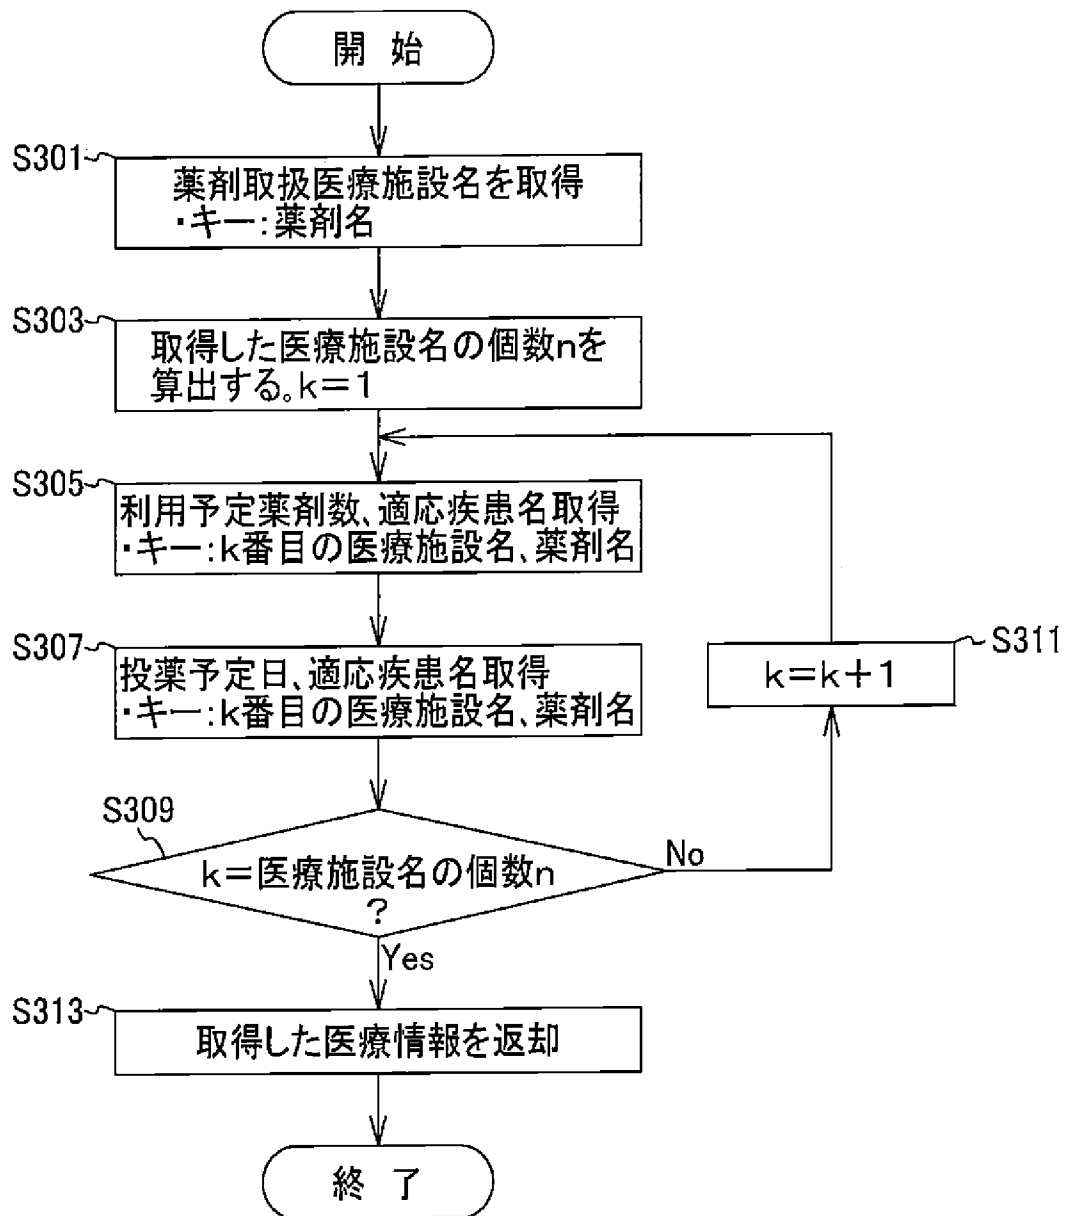 開始
S301
薬剤取扱医療施設名を取得
・キー:薬剤名
S303
取得した医療施設名の個数nを
算出する。k=1
S305
利用予定薬剤数、適応疾患名取得
・キー:k番目の医療施設名、薬剤名
S307
投薬予定日、適応疾患名取得
・キー:k番目の医療施設名、薬剤名
S311
k=k+1
S309
k=医療施設名の個数n
?
No
Yes
S313
取得した医療情報を返却
終了